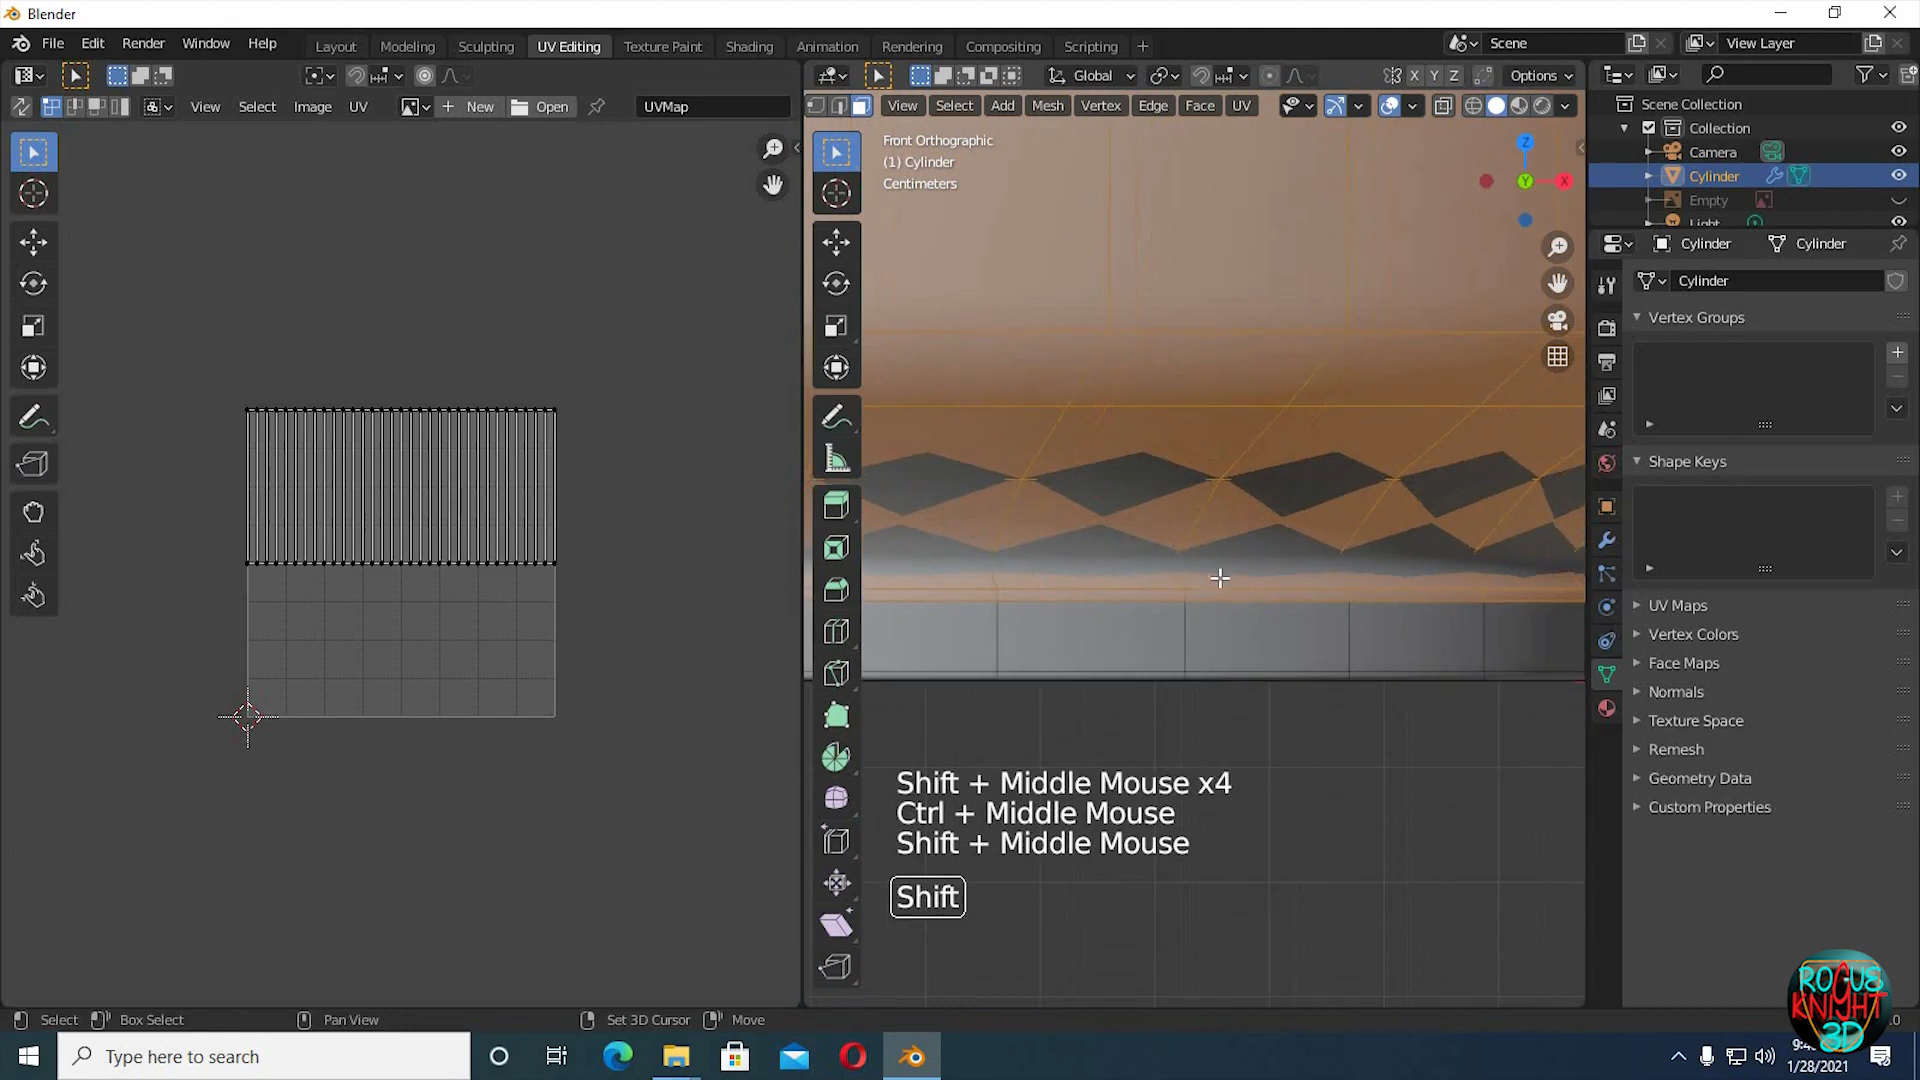 Blender
File Edit Render Window Help
Layout Modeling Sculpting UV Editing Texture Paint Shading Animation Rendering Compositing Scripting +
Scene
View Layer
View Select Image UV
New
Open
UVMap
Global
X Y Z
Options
View Select Add Mesh Vertex Edge Face UV
Front Orthographic
(1) Cylinder
Centimeters
Z
Y
X
Scene Collection
Collection
Camera
Cylinder
Empty
Light
Cylinder
Cylinder
Cylinder
Vertex Groups
Shape Keys
UV Maps
Vertex Colors
Face Maps
Normals
Texture Space
Remesh
Geometry Data
Custom Properties
Shift + Middle Mouse x4
Ctrl + Middle Mouse
Shift + Middle Mouse
Shift
ROGUE
KNIGHT
3D
Select
Box Select
Pan View
Set 3D Cursor
Move
Type here to search
1/28/2021